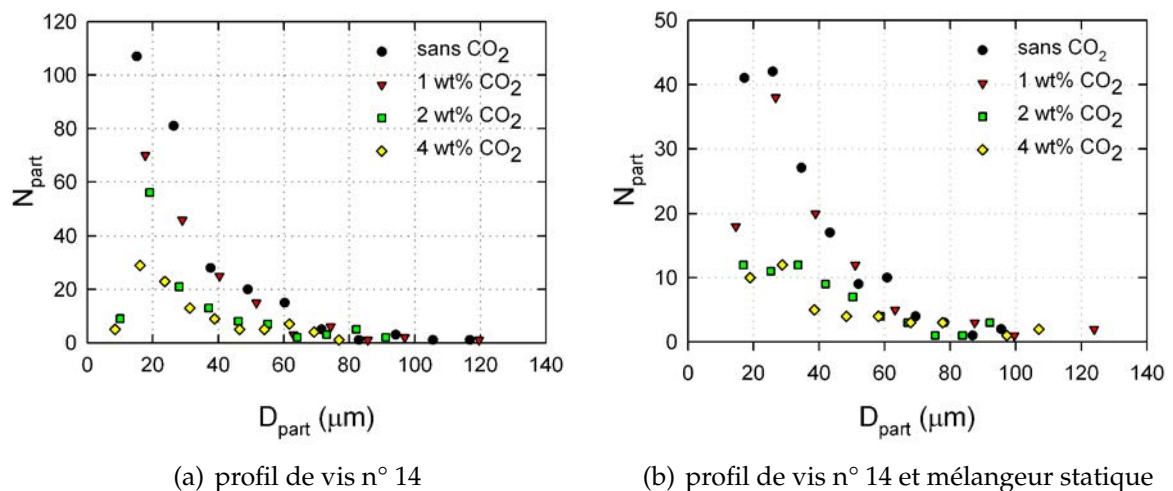 120
100
80
60
40
20
0
N_part
sans CO₂
1 wt% CO₂
2 wt% CO₂
4 wt% CO₂
0 20 40 60 80 100 120 140
D_part (μm)
(a) profil de vis n° 14
50
40
30
20
10
0
N_part
sans CO₂
1 wt% CO₂
2 wt% CO₂
4 wt% CO₂
0 20 40 60 80 100 120 140
D_part (μm)
(b) profil de vis n° 14 et mélangeur statique